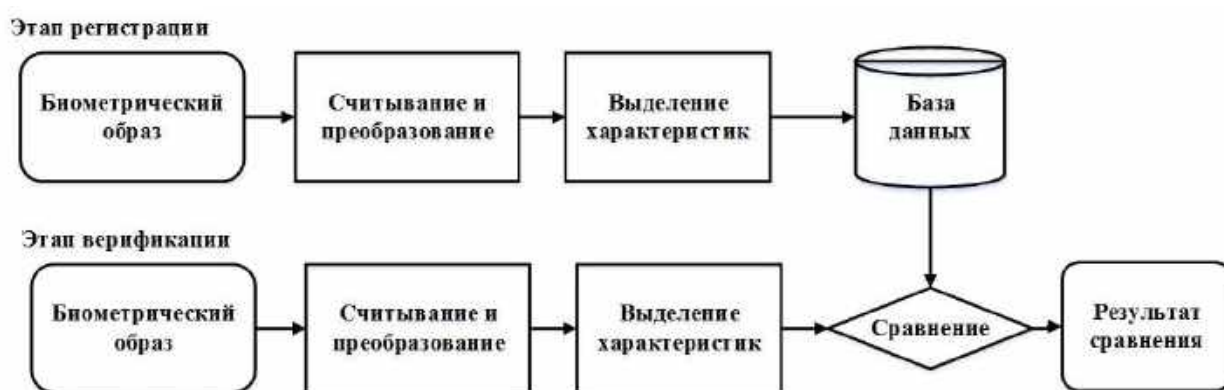 Этап регистрации
Биометрический
образ
Считывание и
преобразование
Выделение
характеристик
База
данных
Этап верификации
Биометрический
образ
Считывание и
преобразование
Выделение
характеристик
Сравнение
Результат
сравнения